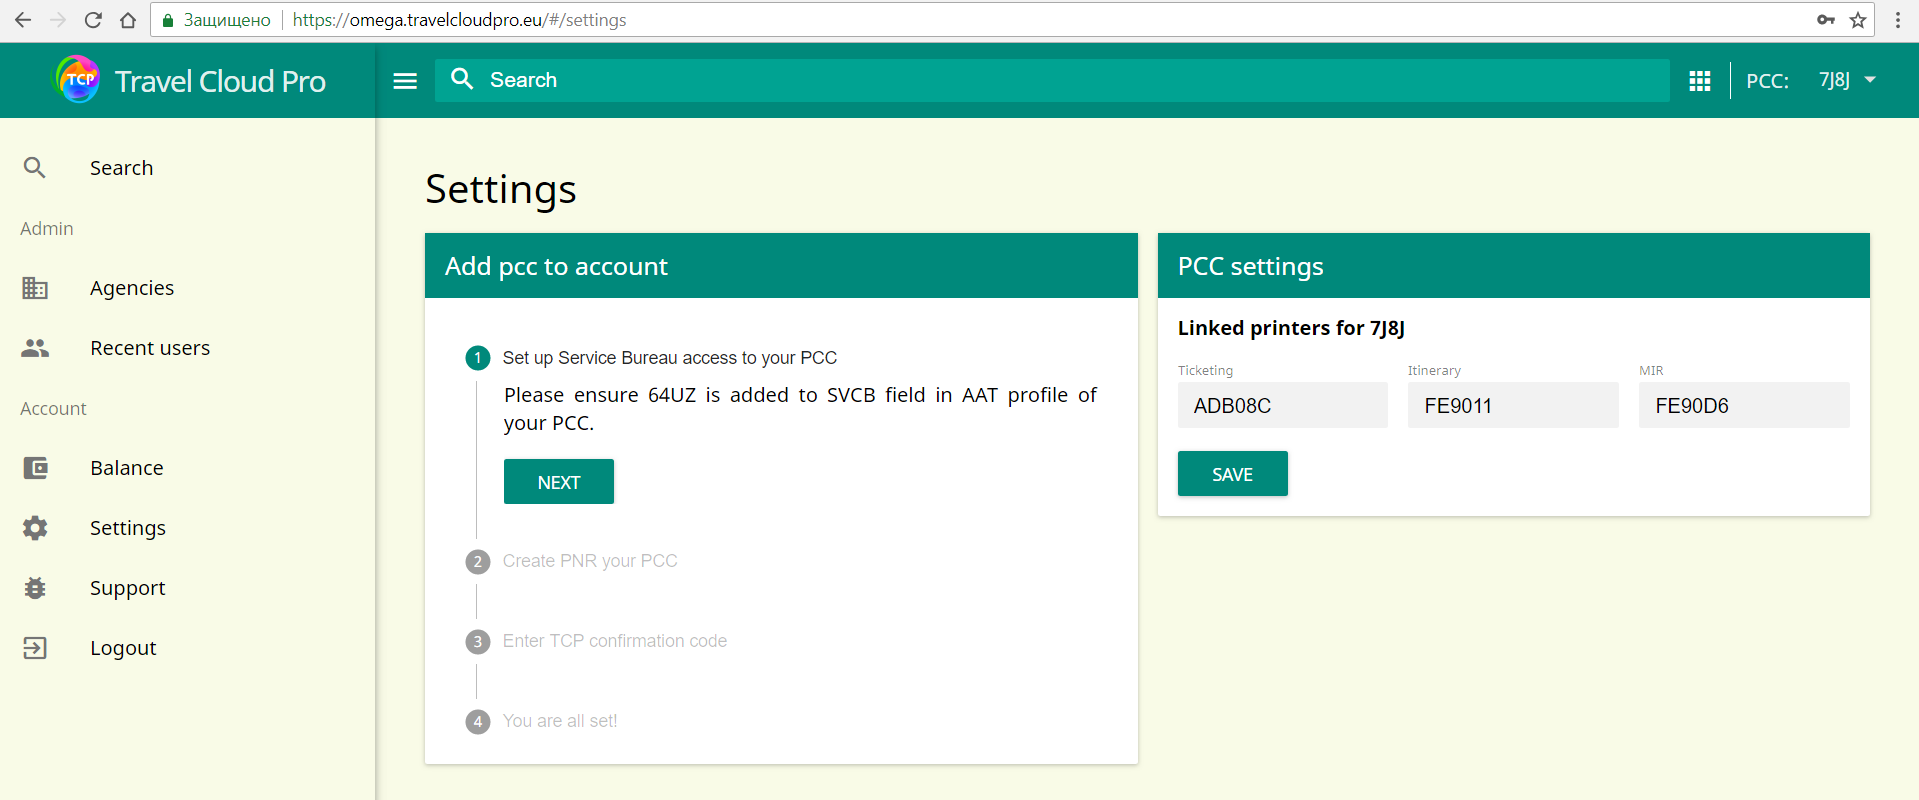 Защищено https://omega.travelcloudpro.eu/#/settings
TCP Travel Cloud Pro
Search
PCC: 7J8J
Search
Admin
Agencies
Recent users
Account
Balance
Settings
Support
Logout
Settings
Add pcc to account
1 Set up Service Bureau access to your PCC
Please ensure 64UZ is added to SVCB field in AAT profile of
your PCC.
NEXT
2 Create PNR your PCC
3 Enter TCP confirmation code
4 You are all set!
PCC settings
Linked printers for 7J8J
Ticketing Itinerary MIR
ADB08C FE9011 FE90D6
SAVE